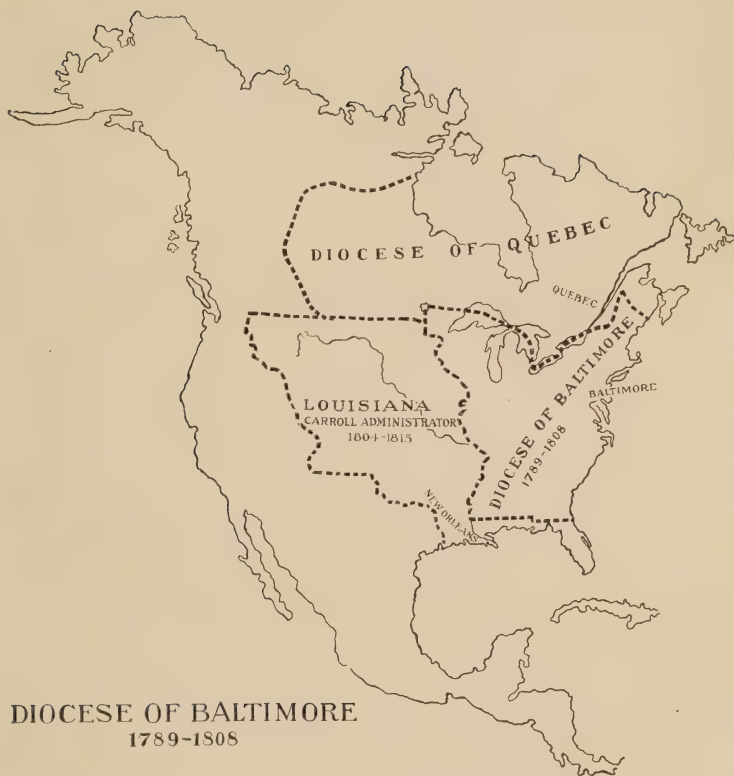 DIOCESE OF QUEBEC
QUEBEC
BALTIMORE
DIOCESE OF BALTIMORE
1789-1808
LOUISIANA
CARROLL ADMINISTRATOR
1804-1815
NEW ORLEANS
DIOCESE OF BALTIMORE
1789-1808